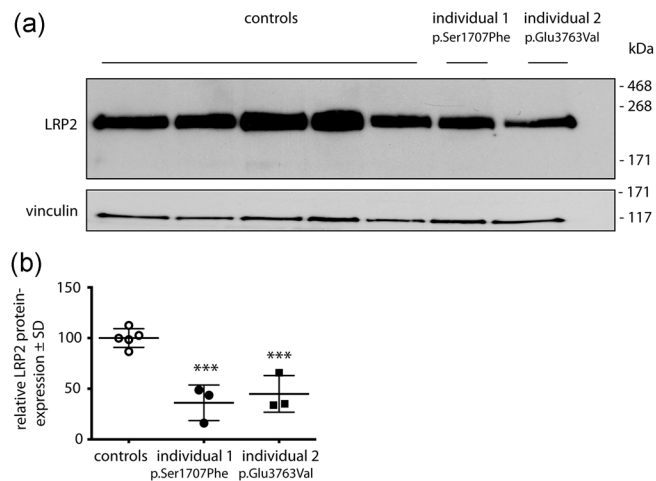 (a)
controls
individual 1
p.Ser1707Phe
individual 2
p.Glu3763Val
kDa
- 468
- 268
LRP2
- 171
- 171
vinculin
- 117
(b)
relative LRP2 protein-
expression ± SD
150
100
50
0
***
***
controls
individual 1
p.Ser1707Phe
individual 2
p.Glu3763Val